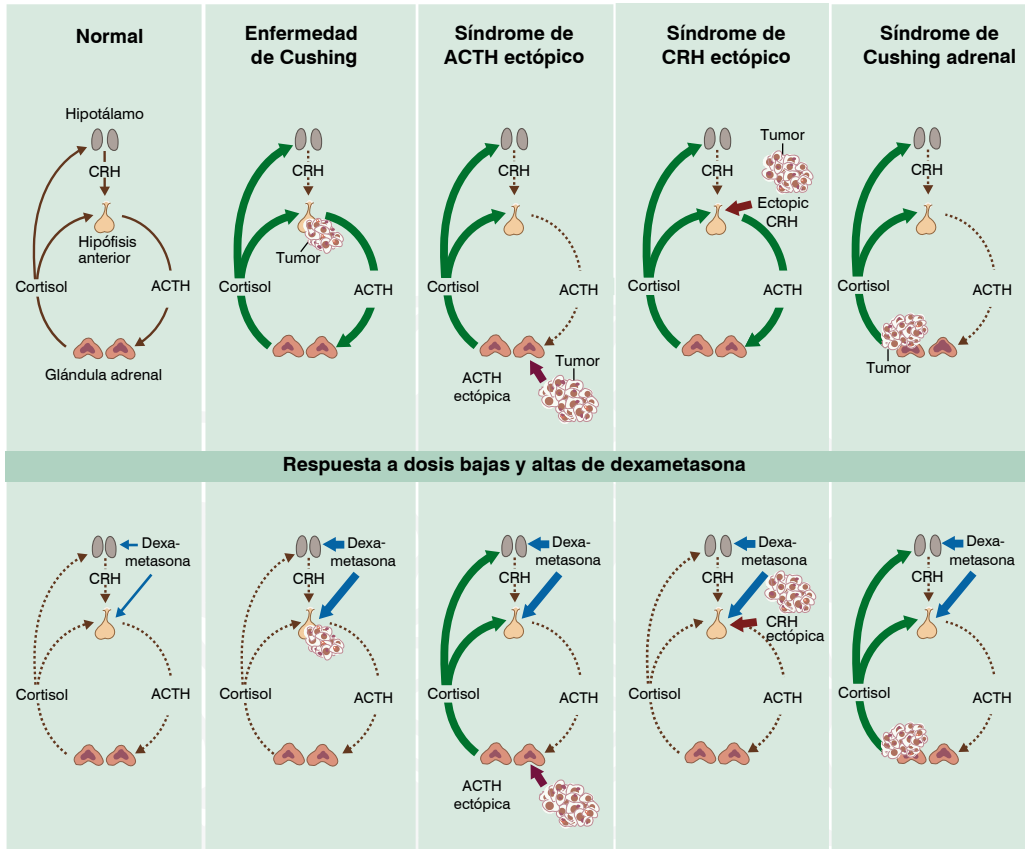 Normal
Enfermedad
de Cushing
Síndrome de
ACTH ectópico
Síndrome de
CRH ectópico
Síndrome de
Cushing adrenal
Hipotálamo
CRH
Hipófisis
anterior
Cortisol
ACTH
Glándula adrenal
CRH
Tumor
Cortisol
ACTH
CRH
Cortisol
ACTH
ACTH
ectópica
Tumor
Tumor
CRH
Ectopic
CRH
Cortisol
ACTH
CRH
Cortisol
ACTH
Tumor
Respuesta a dosis bajas y altas de dexametasona
Dexa-
metasona
CRH
Cortisol
ACTH
Dexa-
metasona
CRH
Cortisol
ACTH
Dexa-
metasona
CRH
Cortisol
ACTH
ACTH
ectópica
Dexa-
metasona
CRH
CRH
ectópica
Cortisol
ACTH
Dexa-
metasona
CRH
Cortisol
ACTH